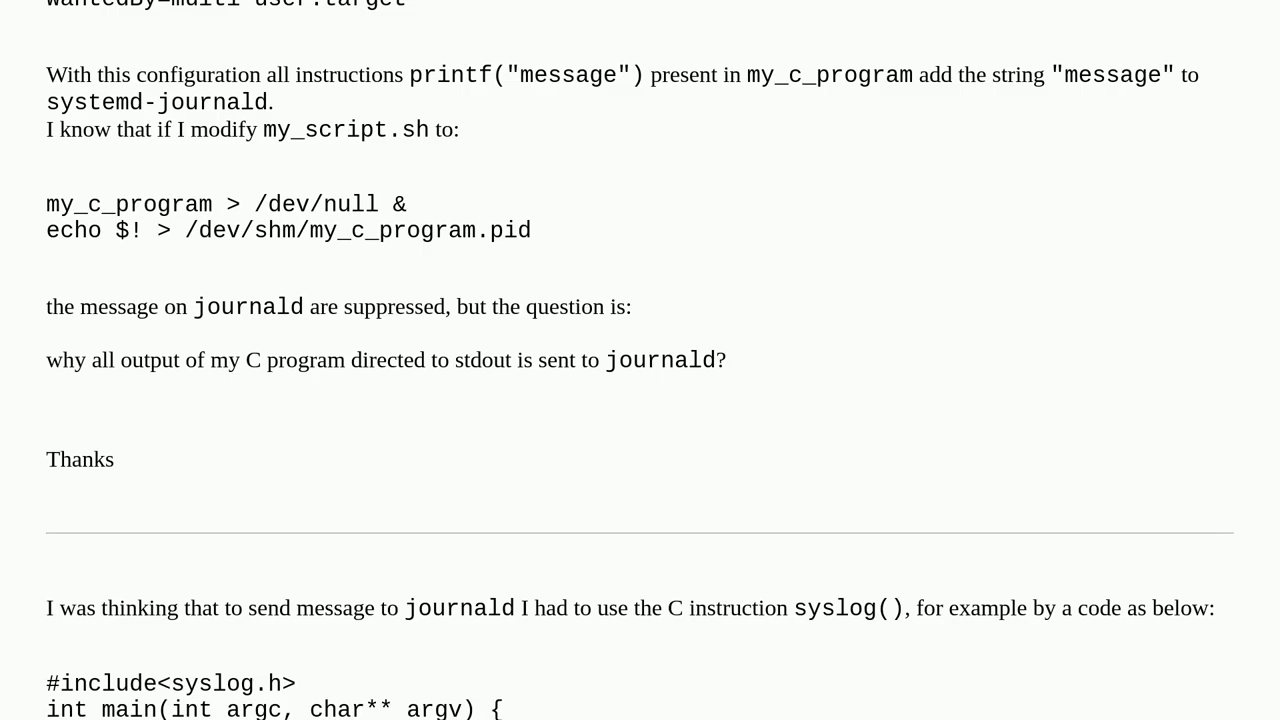 WantedBy=multi-user.target
With this configuration all instructions printf("message") present in my_c_program add the string "message" to
systemd-journald.
I know that if I modify my_script.sh to:
my_c_program > /dev/null &
echo $! > /dev/shm/my_c_program.pid
the message on journald are suppressed, but the question is:
why all output of my C program directed to stdout is sent to journald?
Thanks
I was thinking that to send message to journald I had to use the C instruction syslog(), for example by a code as below:
#include<syslog.h>
int main(int argc, char** argv) {